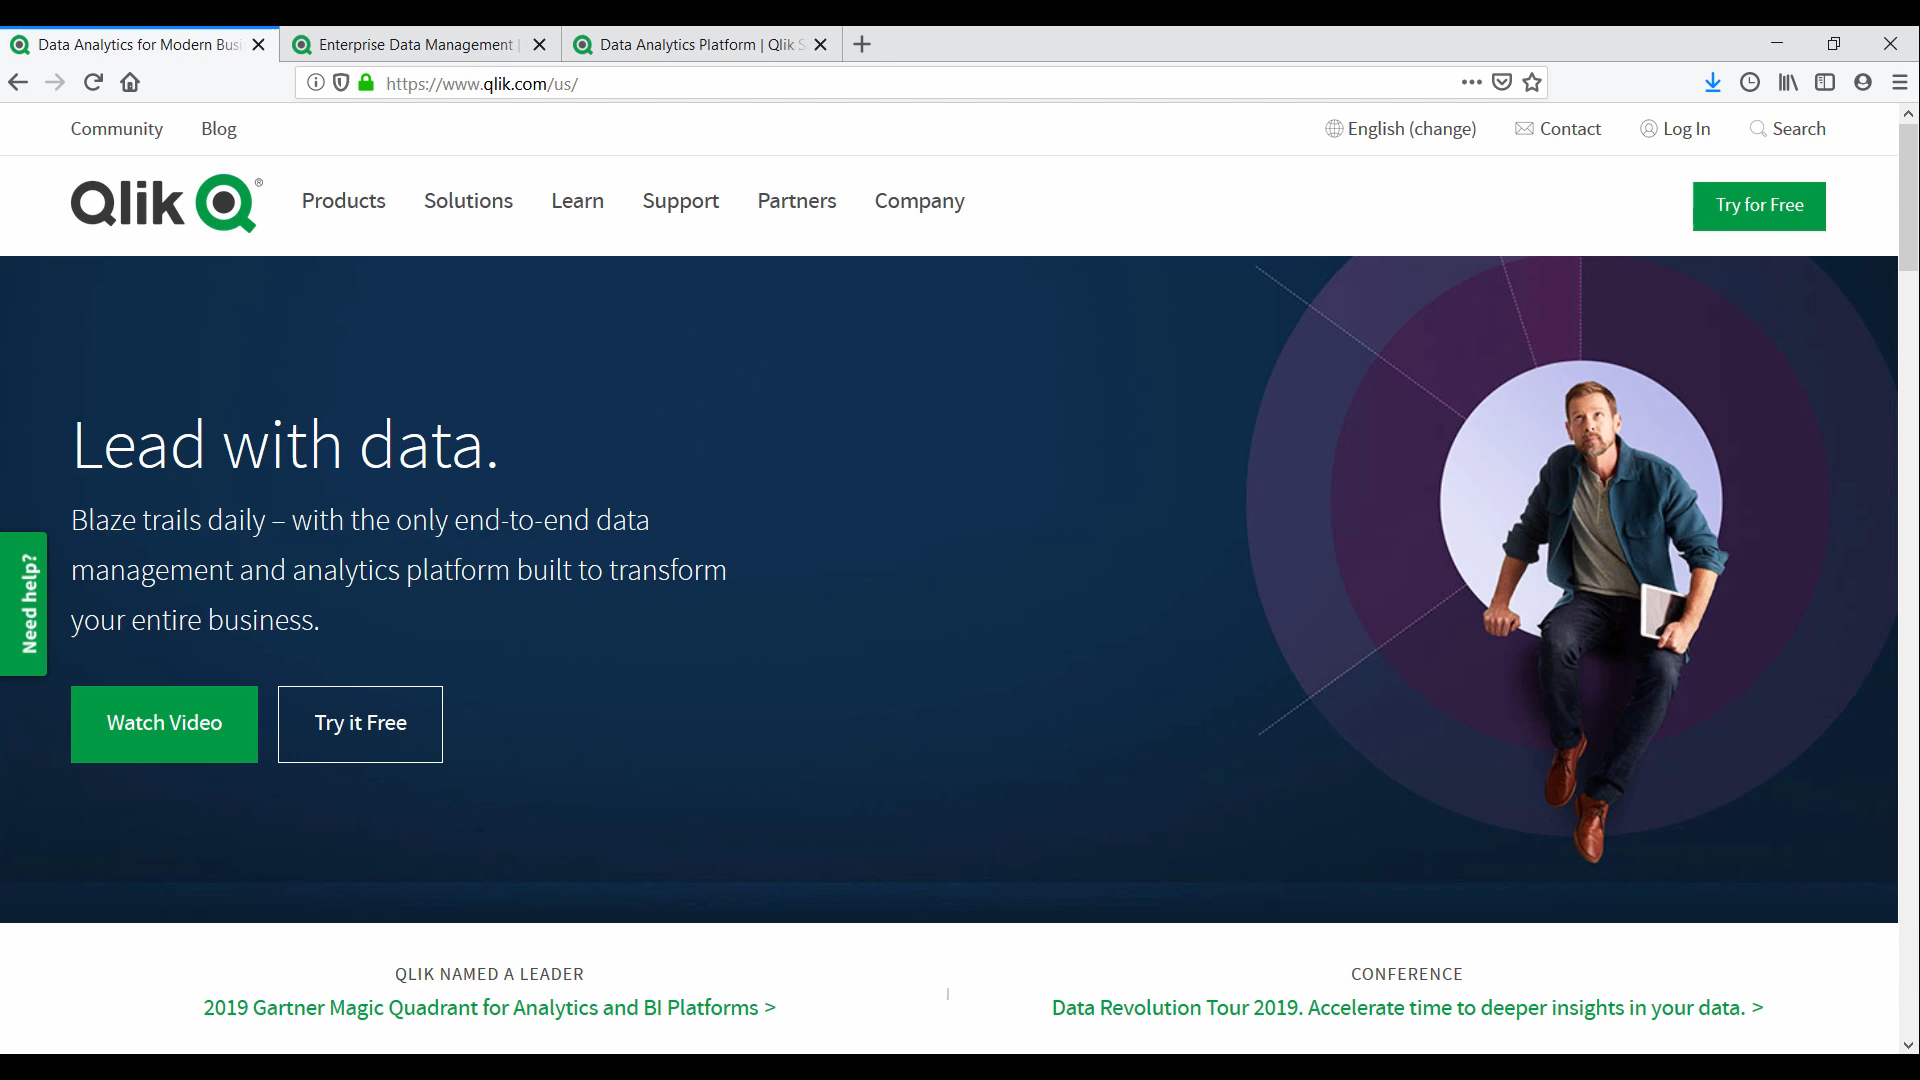 Data Analytics for Modern Busi
Enterprise Data Management |
Data Analytics Platform | Qlik S
https://www.qlik.com/us/
Community
Blog
English (change)
Contact
Log In
Search
Qlik ®
Products
Solutions
Learn
Support
Partners
Company
Try for Free
Lead with data.
Blaze trails daily – with the only end-to-end data
management and analytics platform built to transform
your entire business.
Need help?
Watch Video
Try it Free
QLIK NAMED A LEADER
2019 Gartner Magic Quadrant for Analytics and BI Platforms >
CONFERENCE
Data Revolution Tour 2019. Accelerate time to deeper insights in your data. >